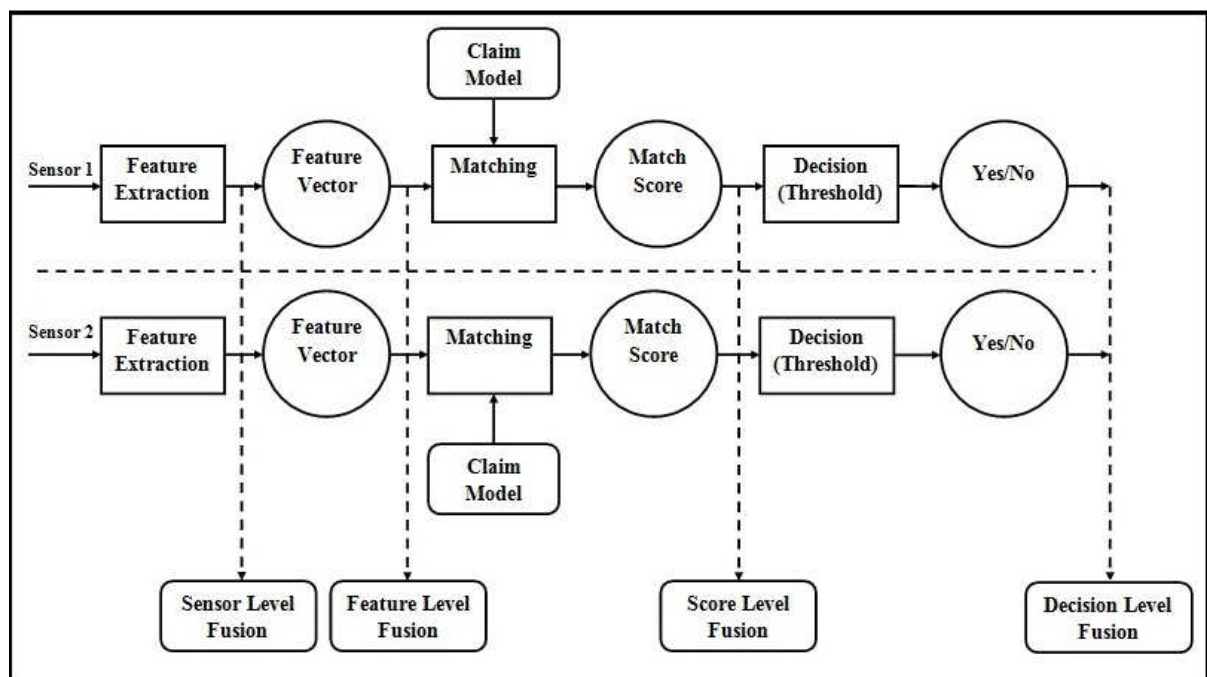 Claim
Model
Sensor 1
Feature
Extraction
Feature
Vector
Matching
Match
Score
Decision
(Threshold)
Yes/No
Sensor 2
Feature
Extraction
Feature
Vector
Matching
Match
Score
Decision
(Threshold)
Yes/No
Claim
Model
Sensor Level
Fusion
Feature Level
Fusion
Score Level
Fusion
Decision Level
Fusion